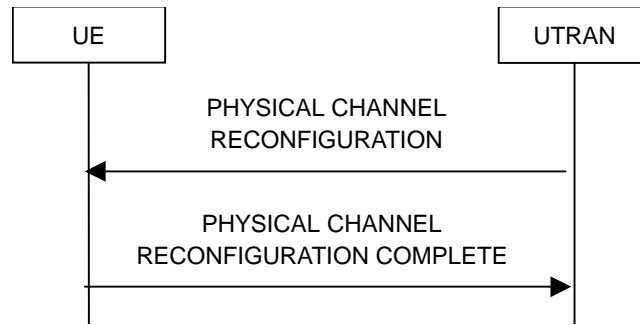 UE
UTRAN
PHYSICAL CHANNEL
RECONFIGURATION
PHYSICAL CHANNEL
RECONFIGURATION COMPLETE